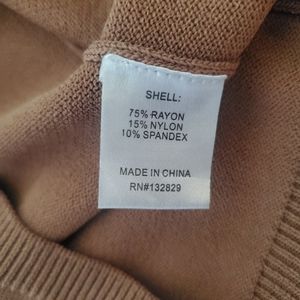 SHELL:
75% RAYON
15% NYLON
10% SPANDEX
MADE IN CHINA
RN#132829